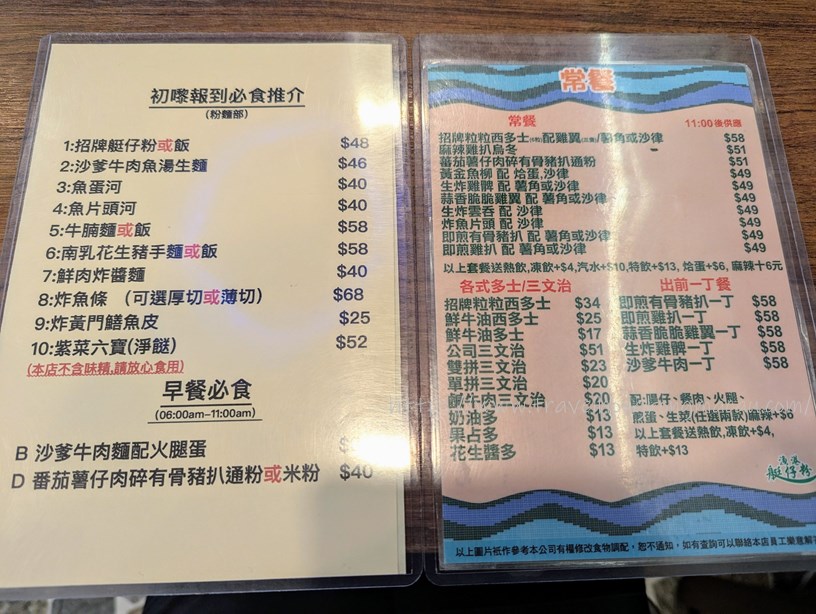 初嚟報到必食推介
(粉麵部)
1:招牌艇仔粉或飯 $48
2:沙爹牛肉魚湯生麵 $46
3:魚蛋河 $40
4:魚片頭河 $40
5:牛腩麵或飯 $58
6:南乳花生豬手麵或飯 $58
7:鮮肉炸醬麵 $40
8:炸魚條 （可選厚切或薄切） $68
9:炸黃門鱔魚皮 $25
10:紫菜六寶(淨餸) $52
(本店不含味精,請放心食用)
早餐必食
(06:00am–11:00am)
B 沙爹牛肉麵配火腿蛋
D 番茄薯仔肉碎有骨豬扒通粉或米粉 $40
常餐
常餐 11:00後供應
招牌粒粒西多士 配雞翼 /薯角或沙律 $58
麻辣雞扒烏冬 $51
蕃茄薯仔肉碎有骨豬扒通粉 $51
黃金魚柳 配 烚蛋,沙律 $49
生炸雞髀 配 薯角或沙律 $49
蒜香脆脆雞翼 配 薯角或沙律 $49
生炸雲吞 配 沙律 $49
炸魚片頭 配 沙律 $49
即煎有骨豬扒 配 薯角或沙律 $49
即煎雞扒 配 薯角或沙律 $49
以上套餐送熱飲,凍飲+$4,汽水+$10,特飲+$13, 烚蛋+$6, 麻辣十6元
各式多士/三文治
招牌粒粒西多士 $34
鮮牛油西多士 $25
鮮牛油多士 $17
公司三文治 $51
雙拼三文治 $23
單拼三文治 $20
鹹牛肉三文治 $20
奶油多 $13
果占多 $13
花生醬多 $13
出前一丁餐
即煎有骨豬扒一丁 $58
即煎雞扒一丁 $58
蒜香脆脆雞翼一丁 $58
生炸雞髀一丁 $58
沙爹牛肉一丁 $58
配:腸仔、餐肉、火腿、
煎蛋、生菜(任選兩款)麻辣+$6
以上套餐送熱飲,凍飲+$4,
特飲+$13
艇仔粉
以上圖片祇作參考本公司有權修改食物調配，恕不通知，如有查詢可以聯絡本店員工樂意解